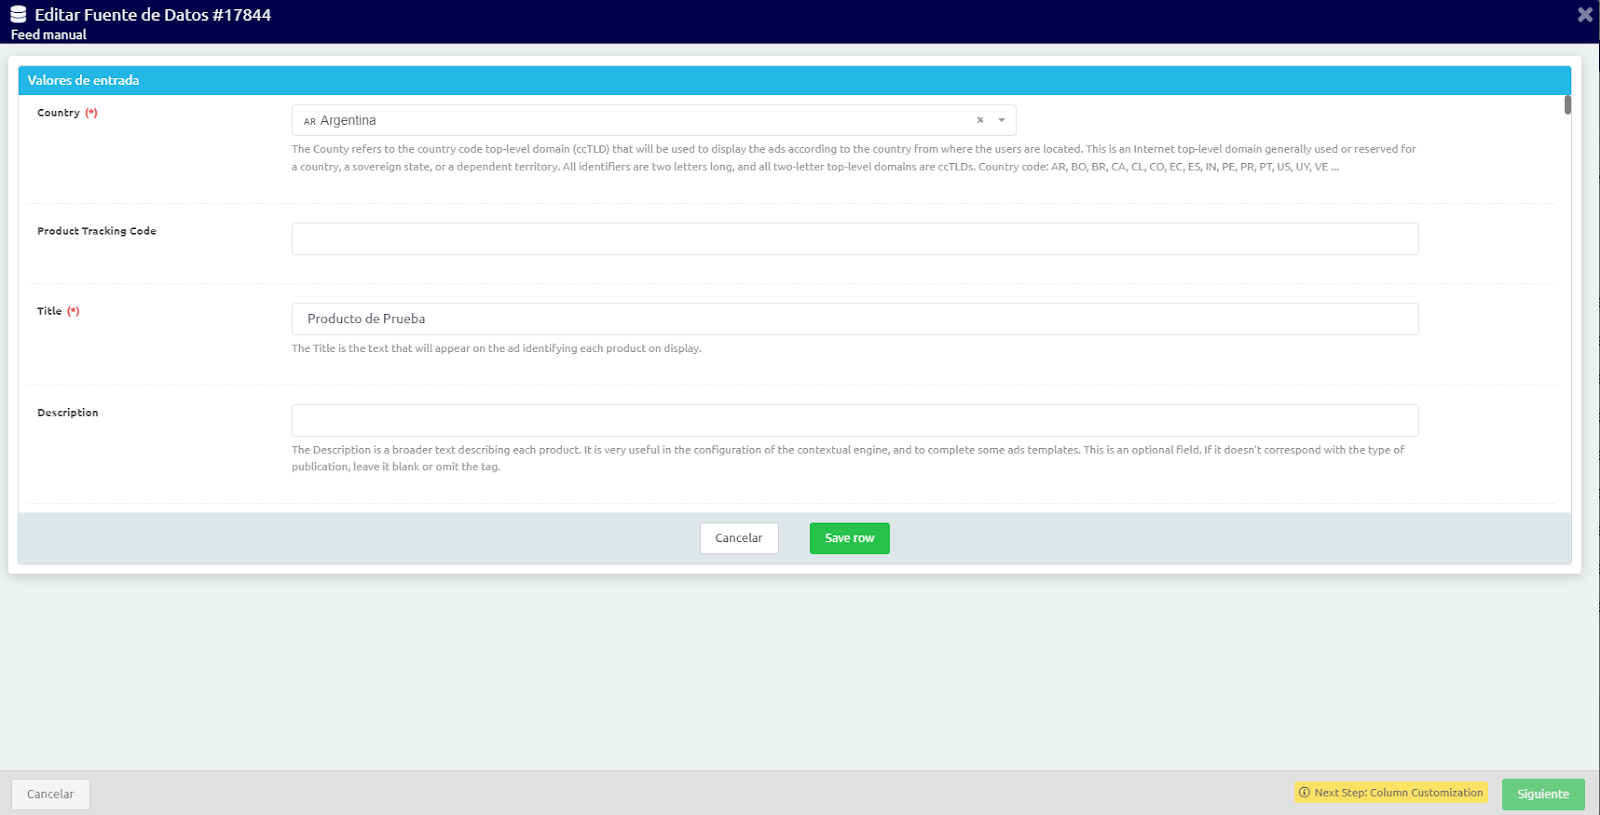 Editar Fuente de Datos #17844
Feed manual
Valores de entrada
Country (*)
AR Argentina
The County refers to the country code top-level domain (ccTLD) that will be used to display the ads according to the country from where the users are located. This is an Internet top-level domain generally used or reserved for
a country, a sovereign state, or a dependent territory. All identifiers are two letters long, and all two-letter top-level domains are ccTLDs. Country code: AR, BO, BR, CA, CL, CO, EC, ES, IN, PE, PR, PT, US, UY, VE ...
Product Tracking Code
Title (*)
Producto de Prueba
The Title is the text that will appear on the ad identifying each product on display.
Description
The Description is a broader text describing each product. It is very useful in the configuration of the contextual engine, and to complete some ads templates. This is an optional field. If it doesn't correspond with the type of
publication, leave it blank or omit the tag.
Cancelar
Save row
Cancelar
Next Step: Column Customization
Siguiente